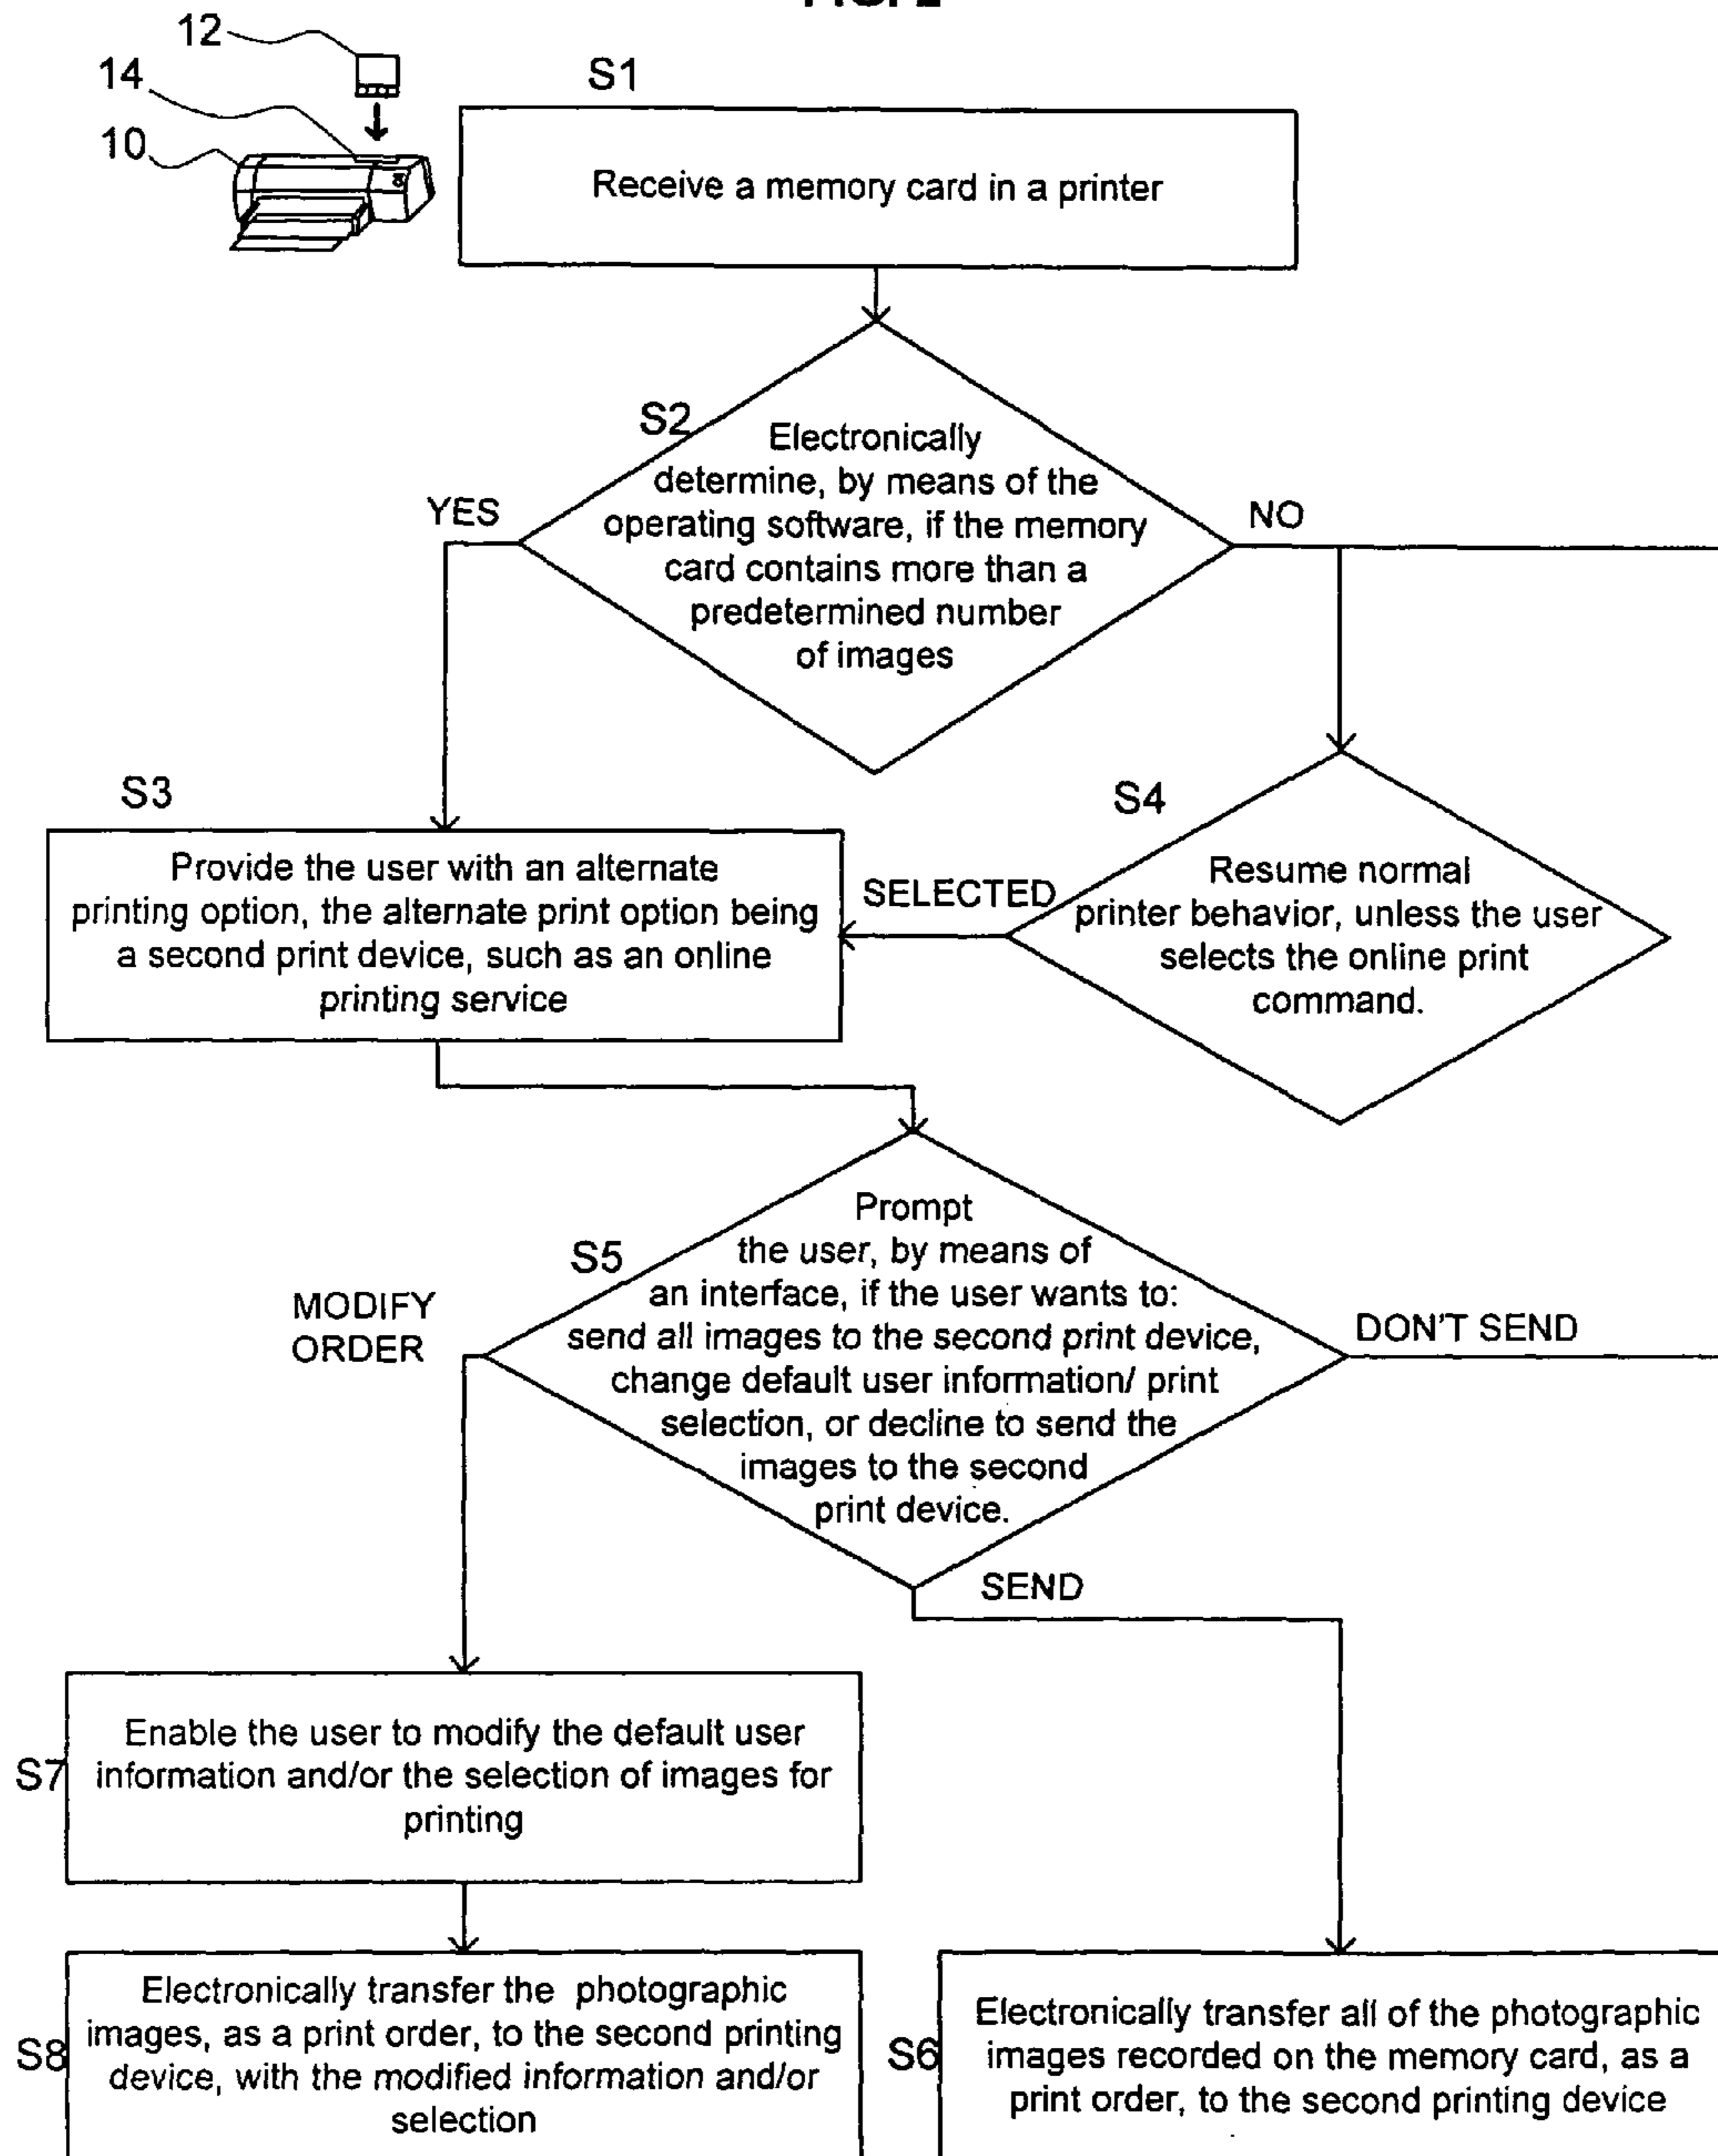 12
14
10
S1
Receive a memory card in a printer
S2
Electronically
determine, by means of the
operating software, if the memory
card contains more than a
predetermined number
of images
YES
NO
S3
Provide the user with an alternate
printing option, the alternate print option being
a second print device, such as an online
printing service
SELECTED
S4
Resume normal
printer behavior, unless the user
selects the online print
command.
S5
Prompt
the user, by means of
an interface, if the user wants to:
send all images to the second print device,
change default user information/ print
selection, or decline to send the
images to the second
print device.
MODIFY
ORDER
DON'T SEND
SEND
S7
Enable the user to modify the default user
information and/or the selection of images for
printing
S8
Electronically transfer the photographic
images, as a print order, to the second printing
device, with the modified information and/or
selection
S6
Electronically transfer all of the photographic
images recorded on the memory card, as a
print order, to the second printing device